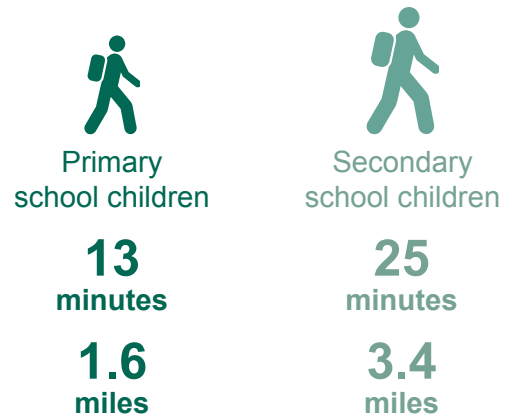 Primary
school children
13
minutes
1.6
miles
Secondary
school children
25
minutes
3.4
miles